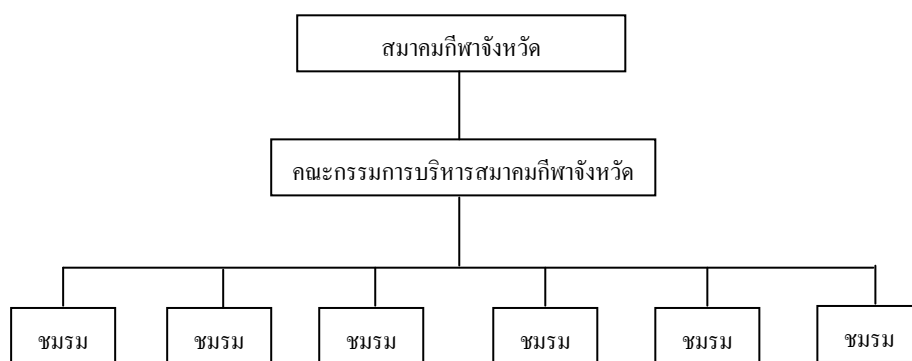 สมาคมกีฬาจังหวัด
คณะกรรมการบริหารสมาคมกีฬาจังหวัด
ชมรม ชมรม ชมรม ชมรม ชมรม ชมรม